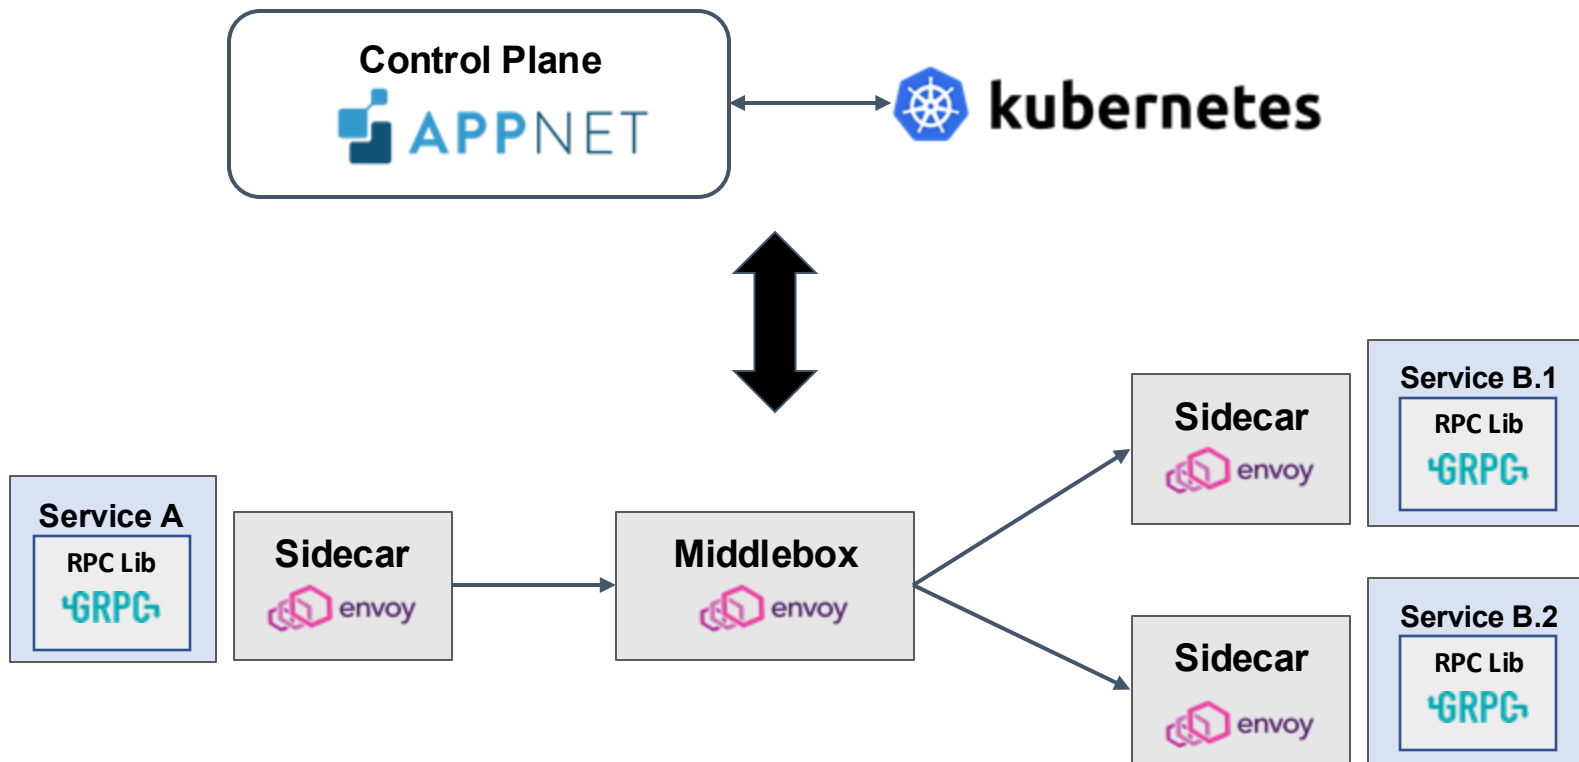 Control Plane
APPNET
kubernetes
Service A
RPC Lib
GRPC
Sidecar
envoy
Middlebox
envoy
Sidecar
envoy
Service B.1
RPC Lib
GRPC
Sidecar
envoy
Service B.2
RPC Lib
GRPC